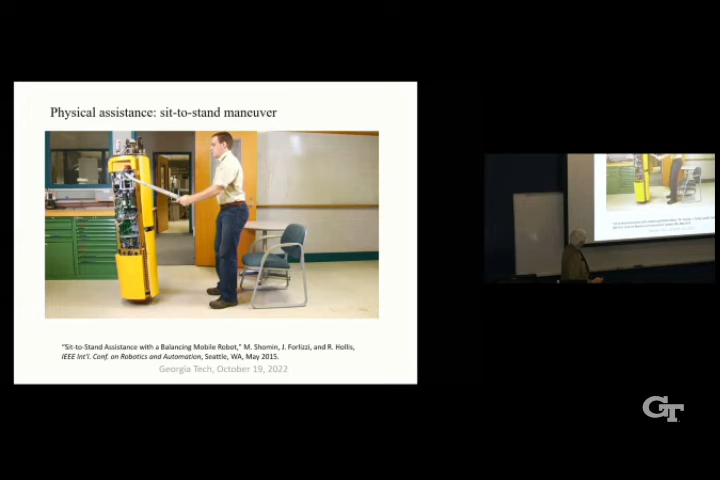 Physical assistance: sit-to-stand maneuver
"Sit-to-Stand Assistance with a Balancing Mobile Robot," M. Shomin, J. Forlizzi, and R. Hollis,
IEEE Int'l. Conf. on Robotics and Automation, Seattle, WA, May 2015.
Georgia Tech, October 19, 2022
GT